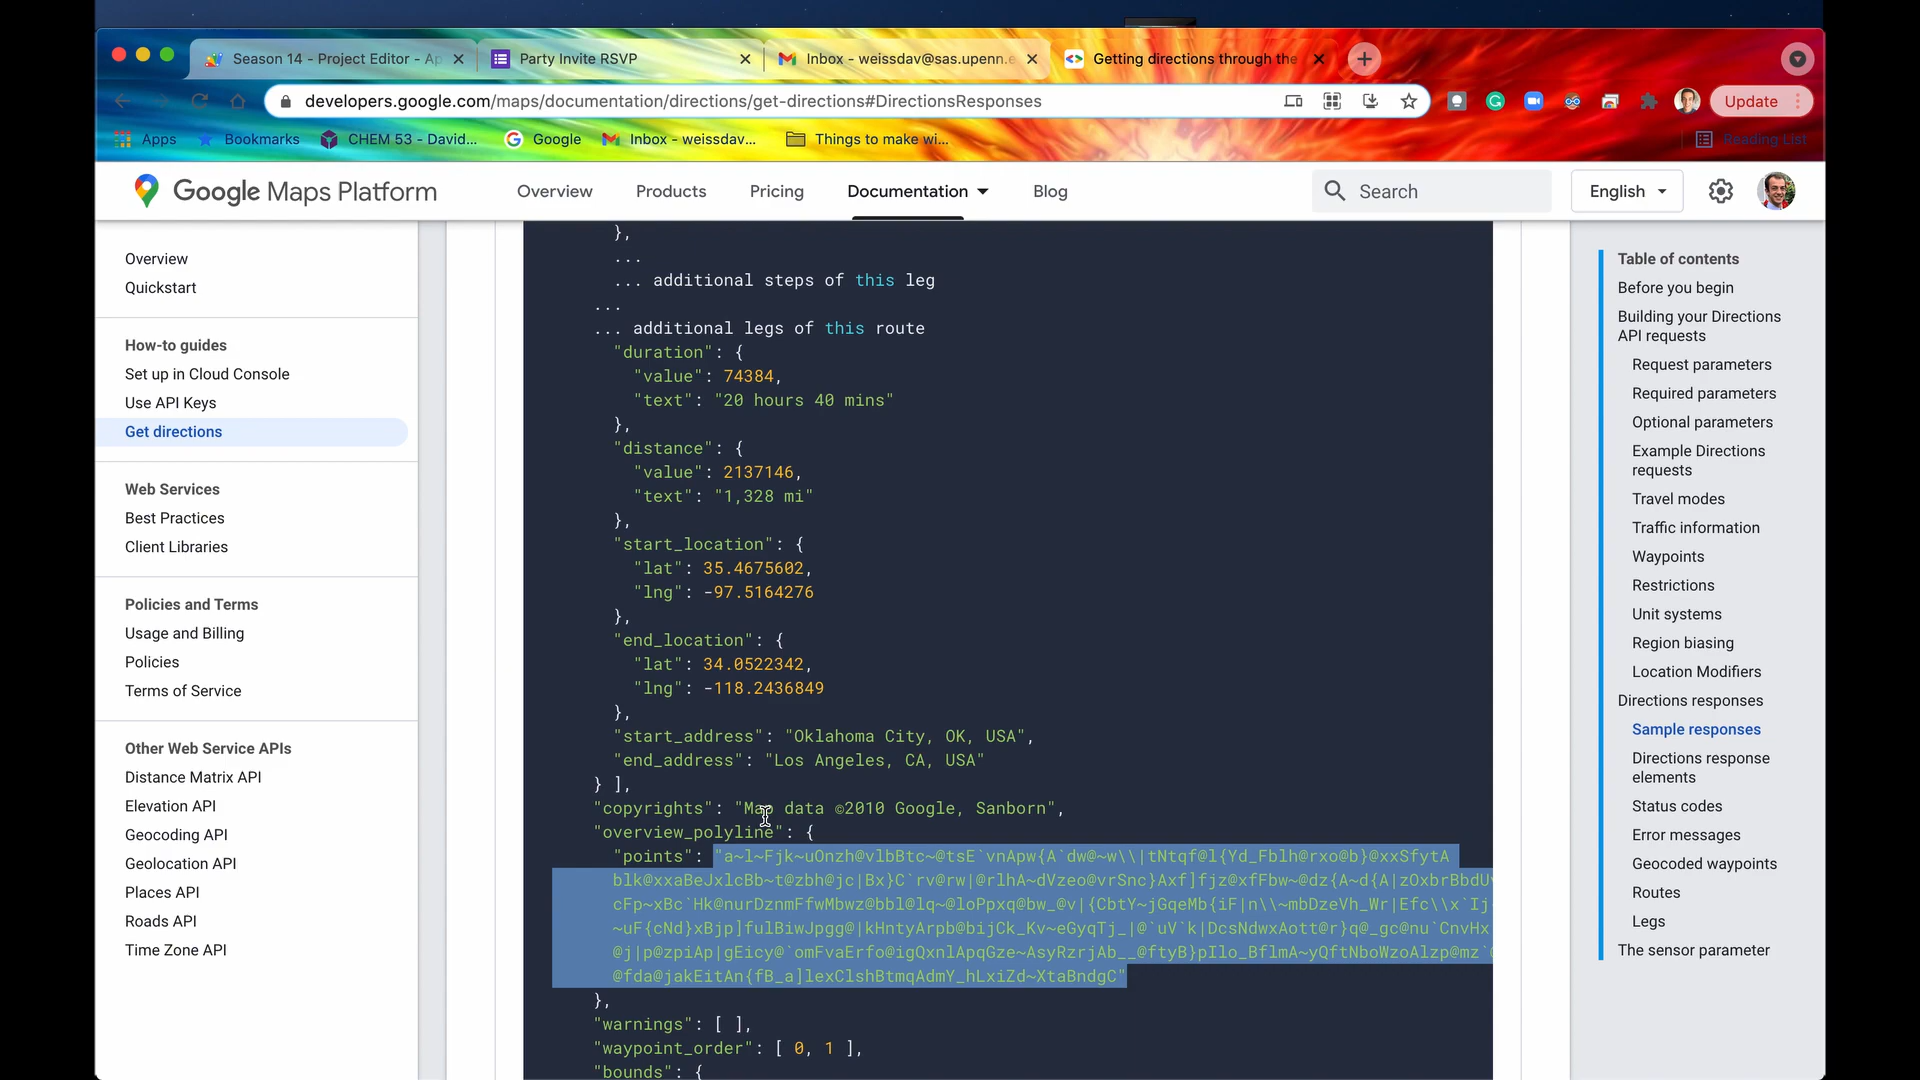 Season 14 - Project Editor - Ap
Party Invite RSVP
Inbox - weissdav@sas.upenn.e
Getting directions through the
developers.google.com/maps/documentation/directions/get-directions#DirectionsResponses
Update
Apps
Bookmarks
CHEM 53 - David...
Google
Inbox - weissdav...
Things to make wi...
Reading List
Google Maps Platform
Overview
Products
Pricing
Documentation
Blog
Search
English
Overview
Quickstart
How-to guides
Set up in Cloud Console
Use API Keys
Get directions
Web Services
Best Practices
Client Libraries
Policies and Terms
Usage and Billing
Policies
Terms of Service
Other Web Service APIs
Distance Matrix API
Elevation API
Geocoding API
Geolocation API
Places API
Roads API
Time Zone API
},
...
... additional steps of this leg
...
... additional legs of this route
"duration": {
"value": 74384,
"text": "20 hours 40 mins"
},
"distance": {
"value": 2137146,
"text": "1,328 mi"
},
"start_location": {
"lat": 35.4675602,
"lng": -97.5164276
},
"end_location": {
"lat": 34.0522342,
"lng": -118.2436849
},
"start_address": "Oklahoma City, OK, USA",
"end_address": "Los Angeles, CA, USA"
} ],
"copyrights": "Map data ©2010 Google, Sanborn",
"overview_polyline": {
"points": "a~l~Fjk~uOnzh@vlbBtc~@tsE`vnApw{A`dw@~w\\|tNtqf@l{Yd_Fblh@rxo@b}@xxSfytA
blk@xxaBeJxlcBb~t@zbh@jc|Bx}C`rv@rw|@rlhA~dVzeo@vrSnc}Axf]fjz@xfFbw~@dz{A~d{A|zOxbrBbdUv
cFp~xBc`Hk@nurDznmFfwMbwz@bbl@lq~@loPpxq@bw_@v|{CbtY~jGqeMb{iF|n\\~mbDzeVh_Wr|Efc\\x`Ij
~uF{cNd}xBjp]fulBiwJpgg@|kHntyArpb@bijCk_Kv~eGyqTj_|@`uV`k|DcsNdwxAott@r}q@_gc@nu`CnvHx
@j|p@zpiAp|gEicy@`omFvaErfo@igQxnlApqGze~AsyRzrjAb__@ftyB}pIlo_BflmA~yQftNboWzoAlzp@mz`@
@fda@jakEitAn{fB_a]lexClshBtmqAdmY_hLxiZd~XtaBndgC"
},
"warnings": [ ],
"waypoint_order": [ 0, 1 ],
"bounds": {
Table of contents
Before you begin
Building your Directions
API requests
Request parameters
Required parameters
Optional parameters
Example Directions
requests
Travel modes
Traffic information
Waypoints
Restrictions
Unit systems
Region biasing
Location Modifiers
Directions responses
Sample responses
Directions response
elements
Status codes
Error messages
Geocoded waypoints
Routes
Legs
The sensor parameter